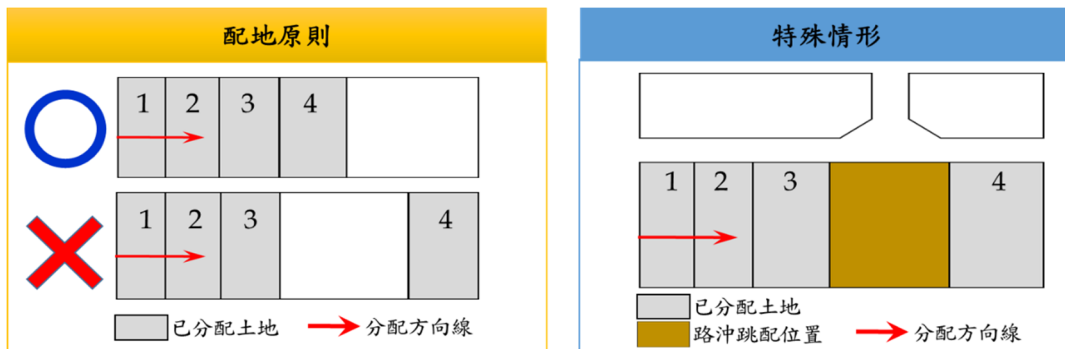 配地原則
1 2 3 4
1 2 3 4
已分配土地 分配方向線
特殊情形
1 2 3 4
已分配土地
路沖跳配位置 分配方向線